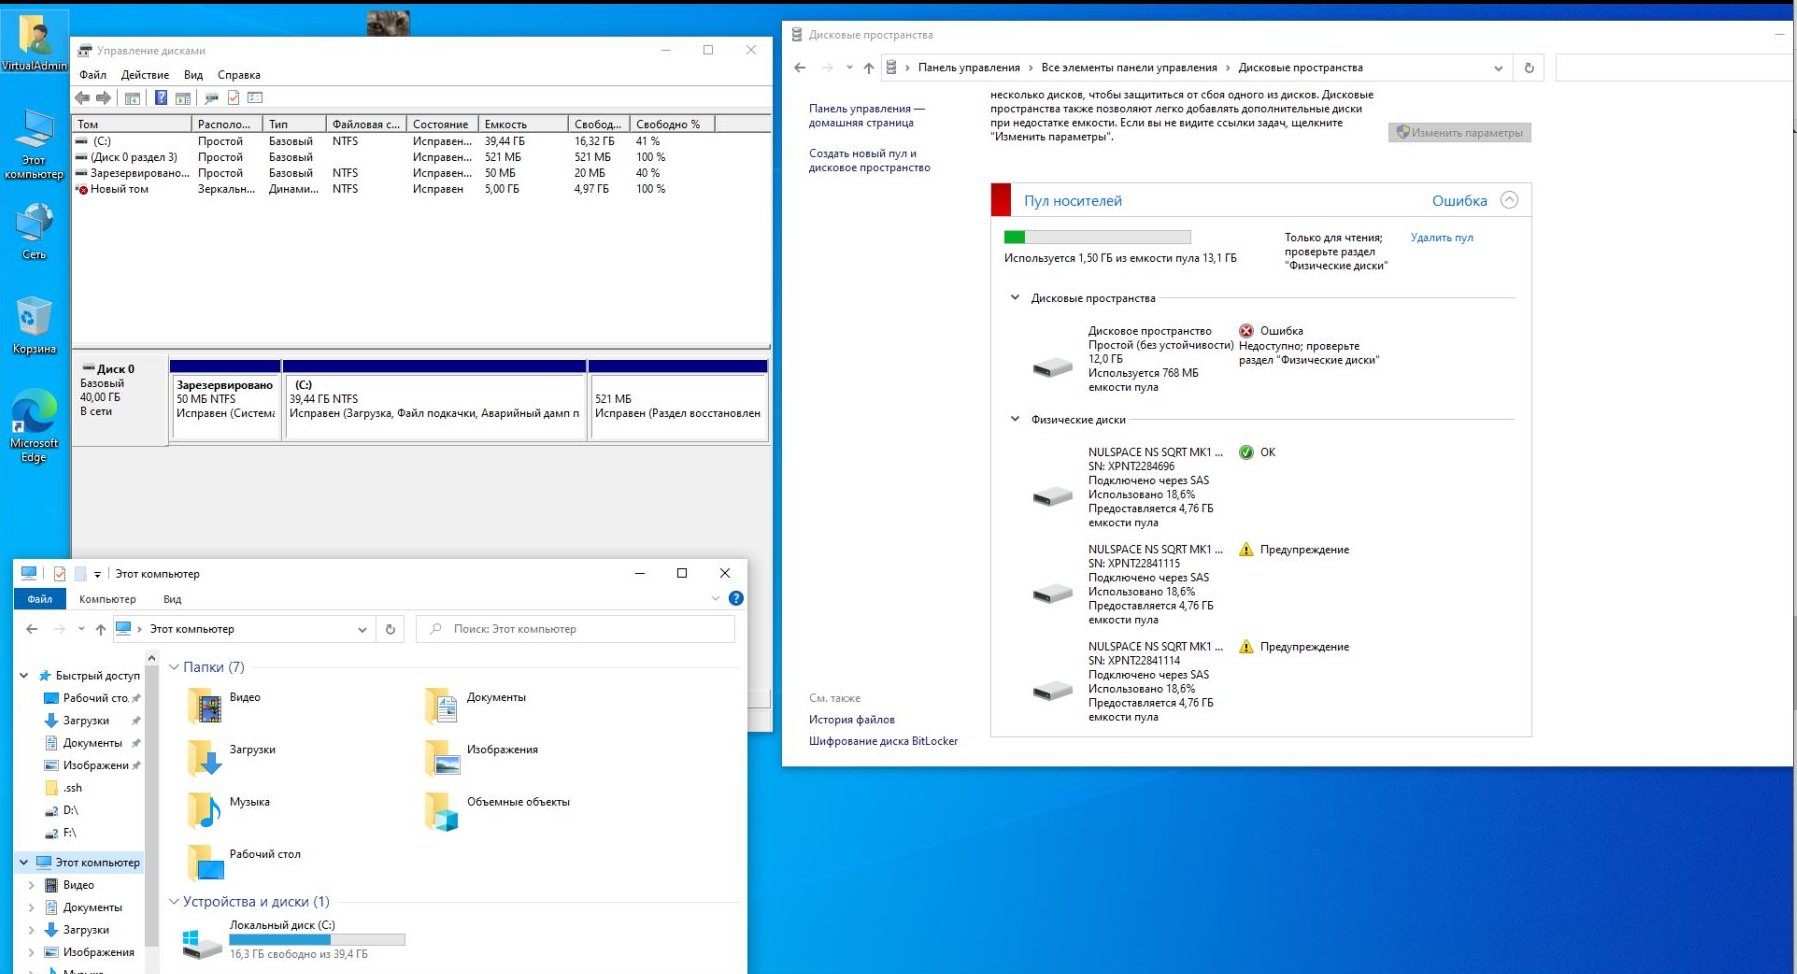 VirtualAdmin
Этот
компьютер
Сеть
Корзина
Microsoft
Edge
Управление дисками
Файл Действие Вид Справка
Том Располо... Тип Файловая с... Состояние Емкость Свобод... Свободно %
(C:) Простой Базовый NTFS Исправен... 39,44 ГБ 16,32 ГБ 41 %
(Диск 0 раздел 3) Простой Базовый Исправен... 521 МБ 521 МБ 100 %
Зарезервировано... Простой Базовый NTFS Исправен... 50 МБ 20 МБ 40 %
Новый том Зеркальн... Динами... NTFS Исправен 5,00 ГБ 4,97 ГБ 100 %
Диск 0
Базовый
40,00 ГБ
В сети
Зарезервировано
50 МБ NTFS
Исправен (Система
(C:)
39,44 ГБ NTFS
Исправен (Загрузка, Файл подкачки, Аварийный дамп п
521 МБ
Исправен (Раздел восстановлен
Этот компьютер
Файл Компьютер Вид
Этот компьютер
Поиск: Этот компьютер
Быстрый доступ
Рабочий сто.
Загрузки
Документы
Изображени
.ssh
D:\
F:\
Этот компьютер
Видео
Документы
Загрузки
Изображения
Музыка
Папки (7)
Видео
Документы
Загрузки
Изображения
Музыка
Объемные объекты
Рабочий стол
Устройства и диски (1)
Локальный диск (C:)
16,3 ГБ свободно из 39,4 ГБ
Дисковые пространства
Панель управления › Все элементы панели управления › Дисковые пространства
Панель управления —
домашняя страница
Создать новый пул и
дисковое пространство
несколько дисков, чтобы защититься от сбоя одного из дисков. Дисковые
пространства также позволяют легко добавлять дополнительные диски
при недостатке емкости. Если вы не видите ссылки задач, щелкните
"Изменить параметры".
Изменить параметры
Пул носителей
Ошибка
Используется 1,50 ГБ из емкости пула 13,1 ГБ
Только для чтения;
проверьте раздел
"Физические диски"
Удалить пул
Дисковые пространства
Дисковое пространство
Простой (без устойчивости)
12,0 ГБ
Используется 768 МБ
емкости пула
Ошибка
Недоступно; проверьте
раздел "Физические диски"
Физические диски
NULSPACE NS SQRT MK1 ...
SN: XPNT2284696
Подключено через SAS
Использовано 18,6%
Предоставляется 4,76 ГБ
емкости пула
ОК
NULSPACE NS SQRT MK1 ...
SN: XPNT22841115
Подключено через SAS
Использовано 18,6%
Предоставляется 4,76 ГБ
емкости пула
Предупреждение
NULSPACE NS SQRT MK1 ...
SN: XPNT22841114
Подключено через SAS
Использовано 18,6%
Предоставляется 4,76 ГБ
емкости пула
Предупреждение
См. также
История файлов
Шифрование диска BitLocker